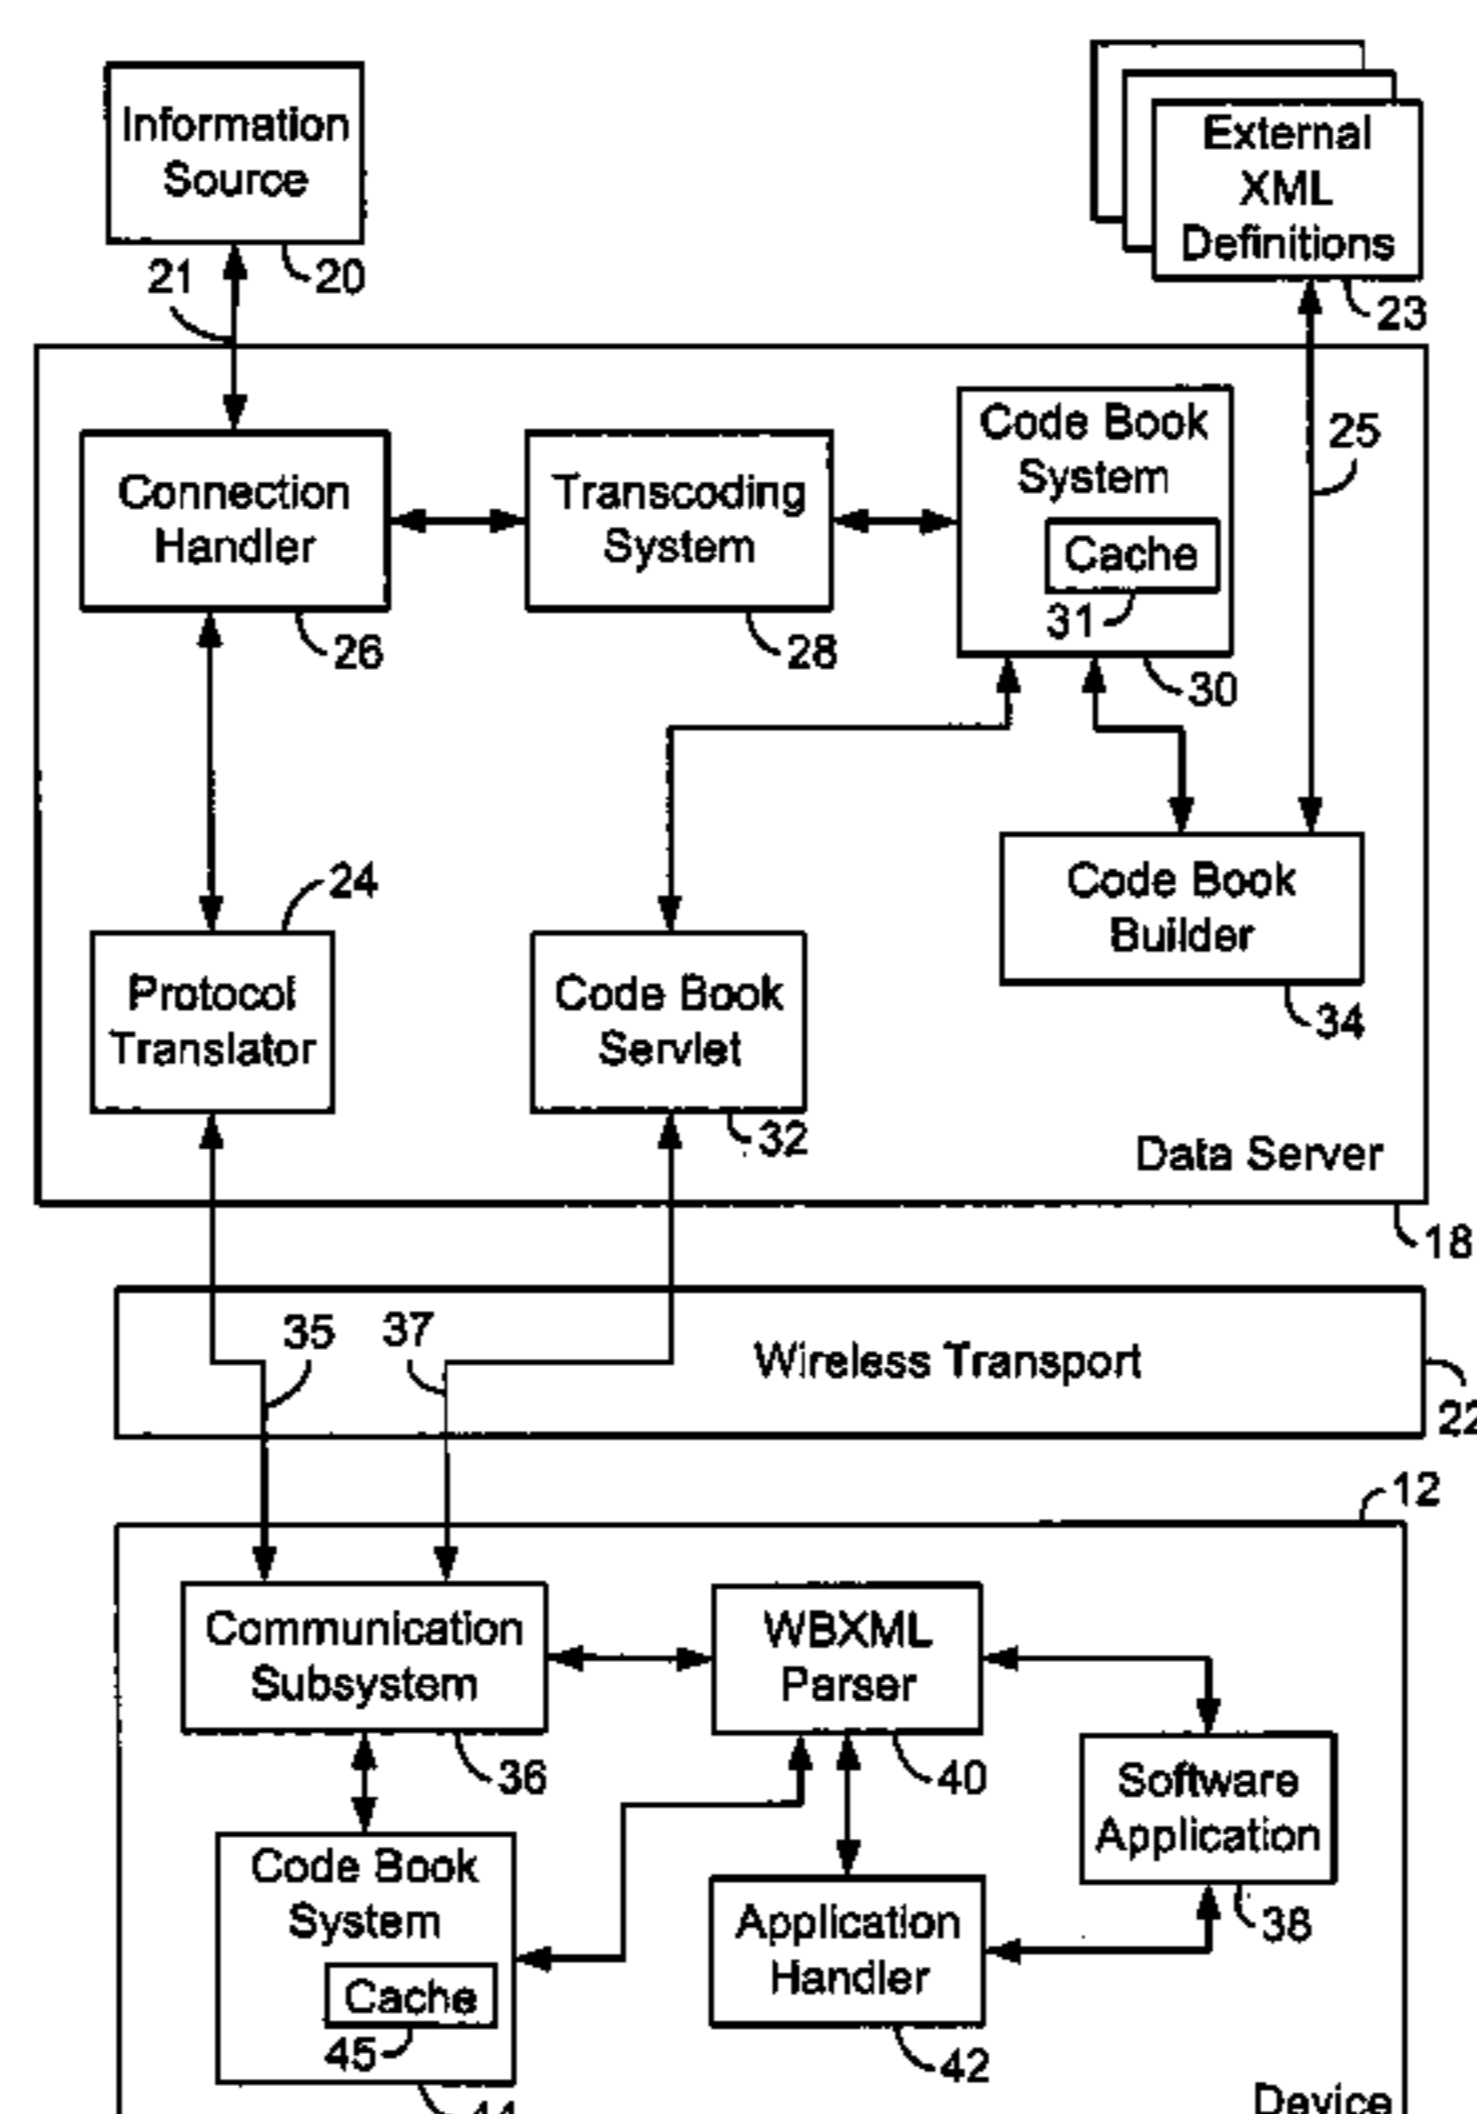 Information
Source
20
21
External
XML
Definitions
23
25
Connection
Handler
26
Transcoding
System
28
Code Book
System
Cache
31
30
24
Protocol
Translator
Code Book
Servlet
32
Code Book
Builder
34
Data Server
18
35
37
Wireless Transport
22
12
Communication
Subsystem
36
WBXML
Parser
40
Software
Application
38
Code Book
System
Cache
45
44
Application
Handler
42
Device